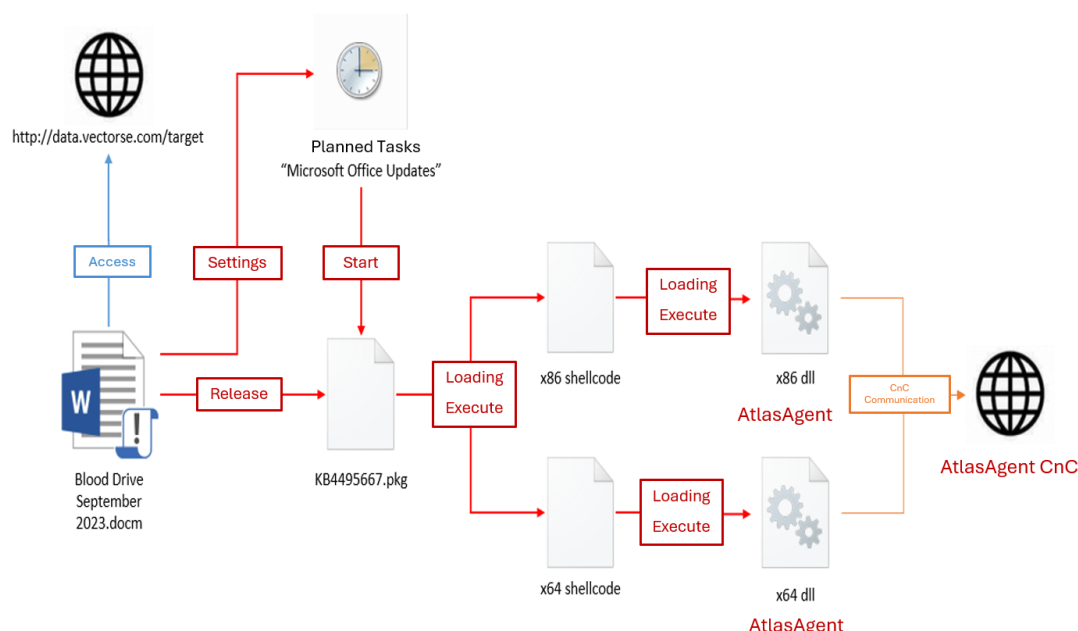 http://data.vectorse.com/target
Planned Tasks
“Microsoft Office Updates”
Access
Settings
Start
Loading
Execute
x86 shellcode
x86 dll
AtlasAgent
W
!
Release
Loading
Execute
CnC
Communication
AtlasAgent CnC
Blood Drive
September
2023.docm
KB4495667.pkg
Loading
Execute
x64 shellcode
x64 dll
AtlasAgent